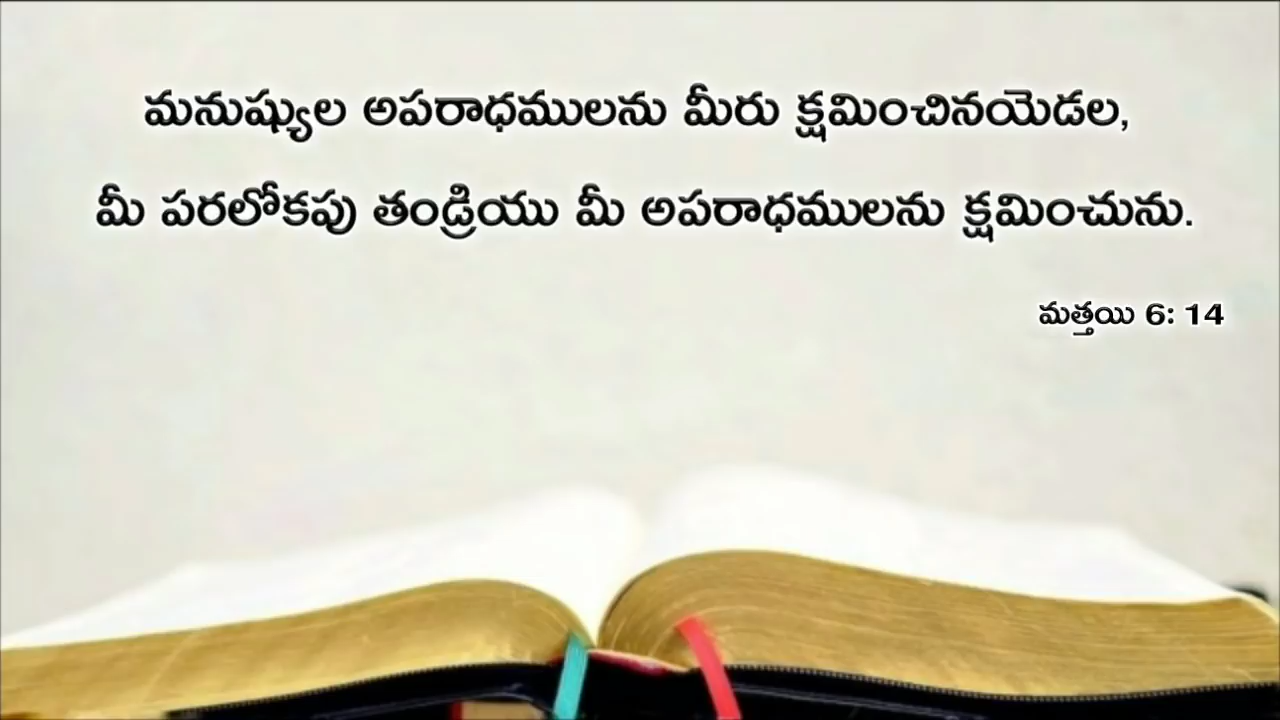 మనుష్యుల అపరాధములను మీరు క్షమించినయెడల,
మీ పరలోకపు తండ్రియు మీ అపరాధములను క్షమించును.
మత్తయి 6: 14